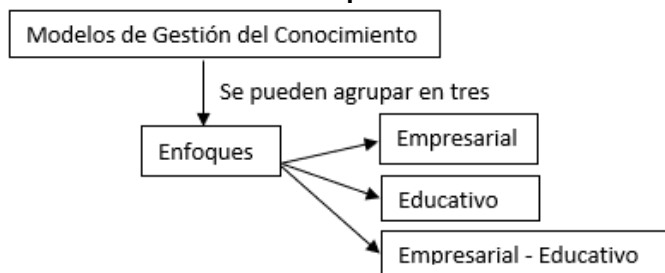 Modelos de Gestión del Conocimiento
Se pueden agrupar en tres
Enfoques
Empresarial
Educativo
Empresarial - Educativo